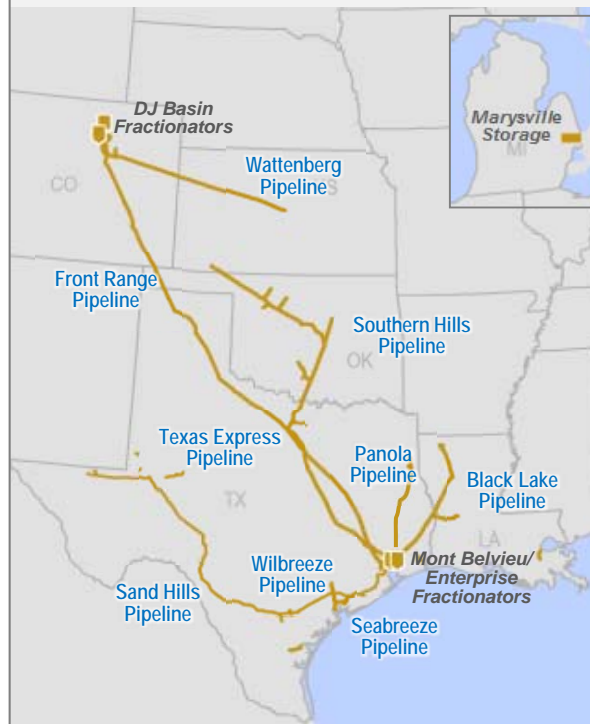 DJ Basin
Fractionators
Marysville
Storage
MI
Wattenberg
Pipeline
KS
CO
Front Range
Pipeline
Southern Hills
Pipeline
OK
Texas Express
Pipeline
Panola
Pipeline
Black Lake
Pipeline
TX
LA
Wilbreeze
Pipeline
Mont Belvieu/
Enterprise
Fractionators
Sand Hills
Pipeline
Seabreeze
Pipeline